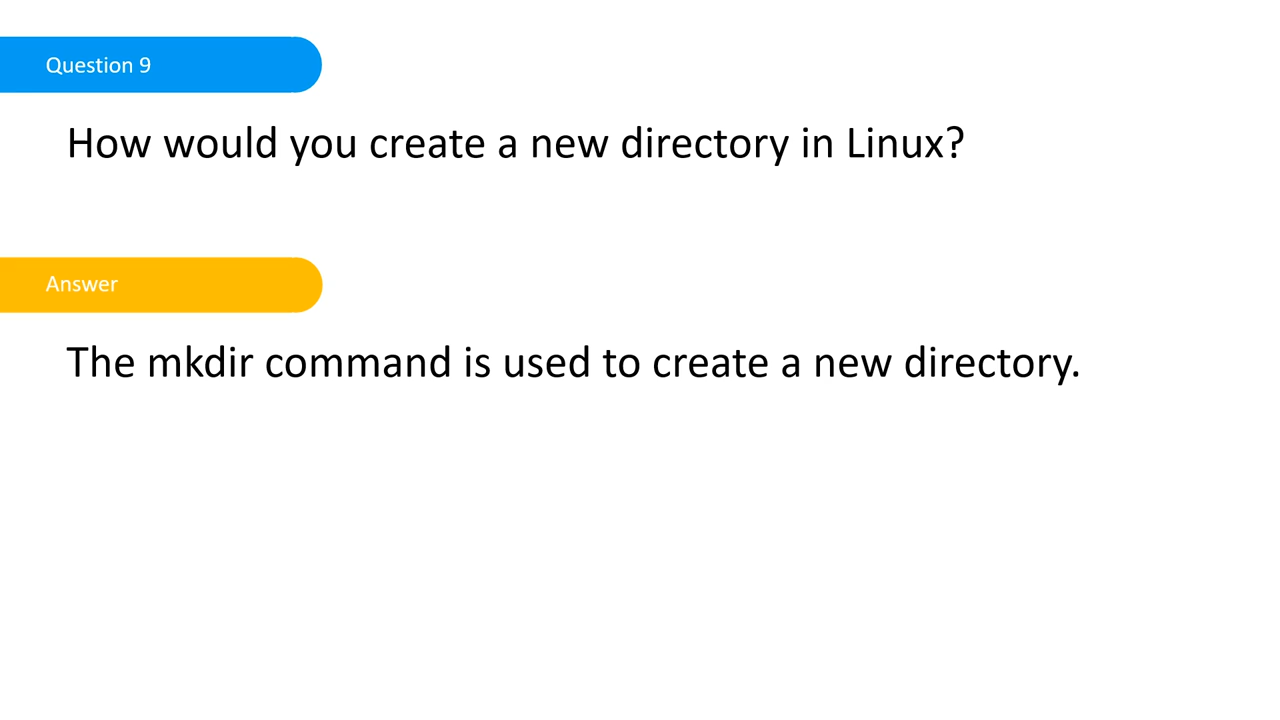 Question 9
How would you create a new directory in Linux?
Answer
The mkdir command is used to create a new directory.